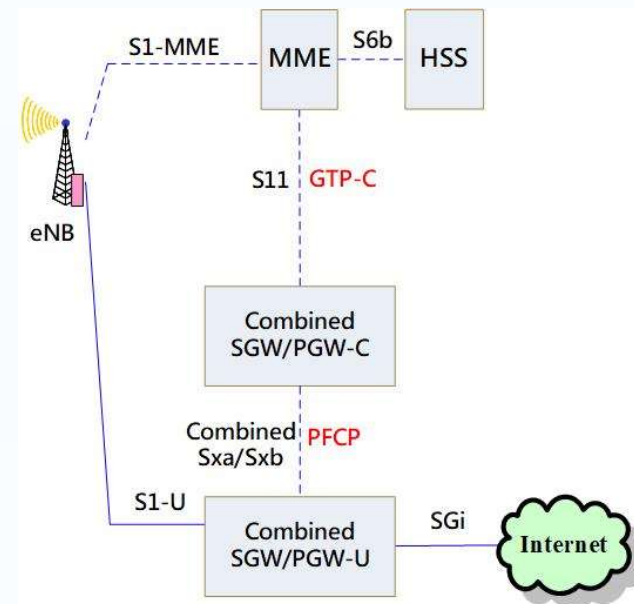 S1-MME
MME
S6b
HSS
eNB
S11
GTP-C
Combined
SGW/PGW-C
Combined
Sxa/Sxb
PFCP
S1-U
Combined
SGW/PGW-U
SGi
Internet